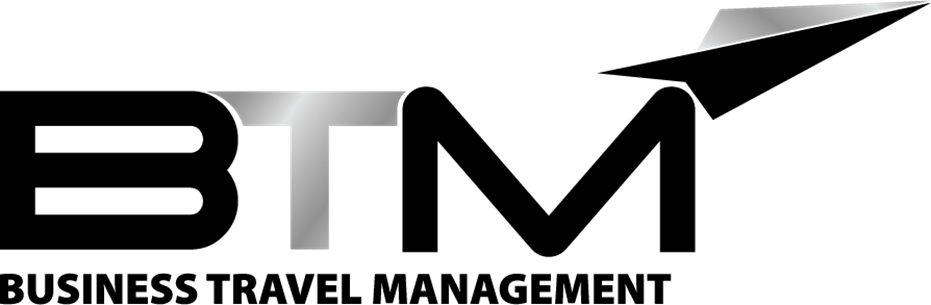 BTM
BUSINESS TRAVEL MANAGEMENT